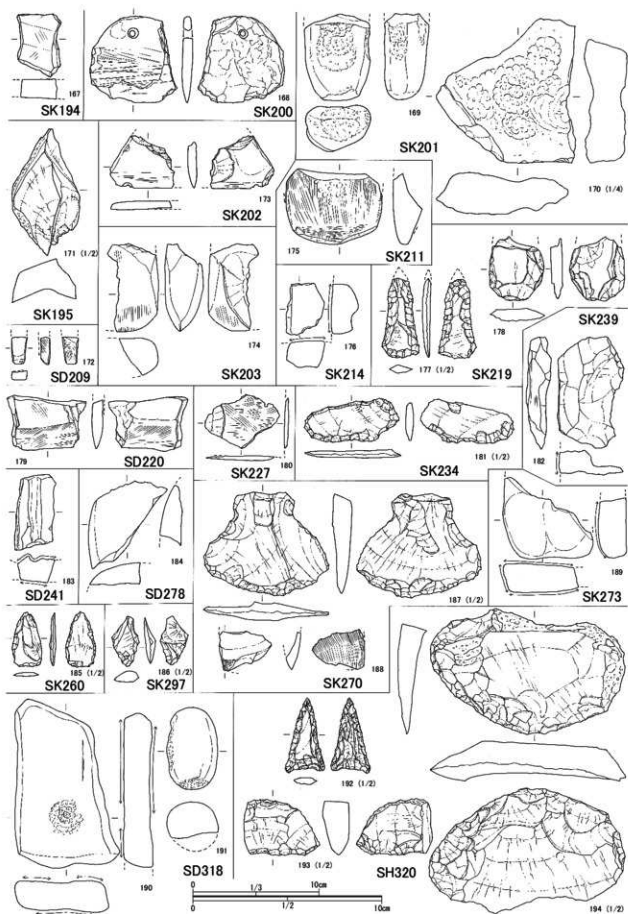 167
SK194
168
SK200
169
SK201
170 (1/4)
171 (1/2)
SK195
173
SK202
175
SK211
172
SD209
174
SK203
176
SK214
177 (1/2)
SK219
178
SK239
179
SD220
180
SK227
181 (1/2)
SK234
182
183
SD241
184
SD278
187 (1/2)
188
SK270
189
SK273
185 (1/2)
SK260
186 (1/2)
SK297
190
191
SD318
192 (1/2)
193 (1/2)
SH320
194 (1/2)
0 1/3 10cm
0 1/2 10cm